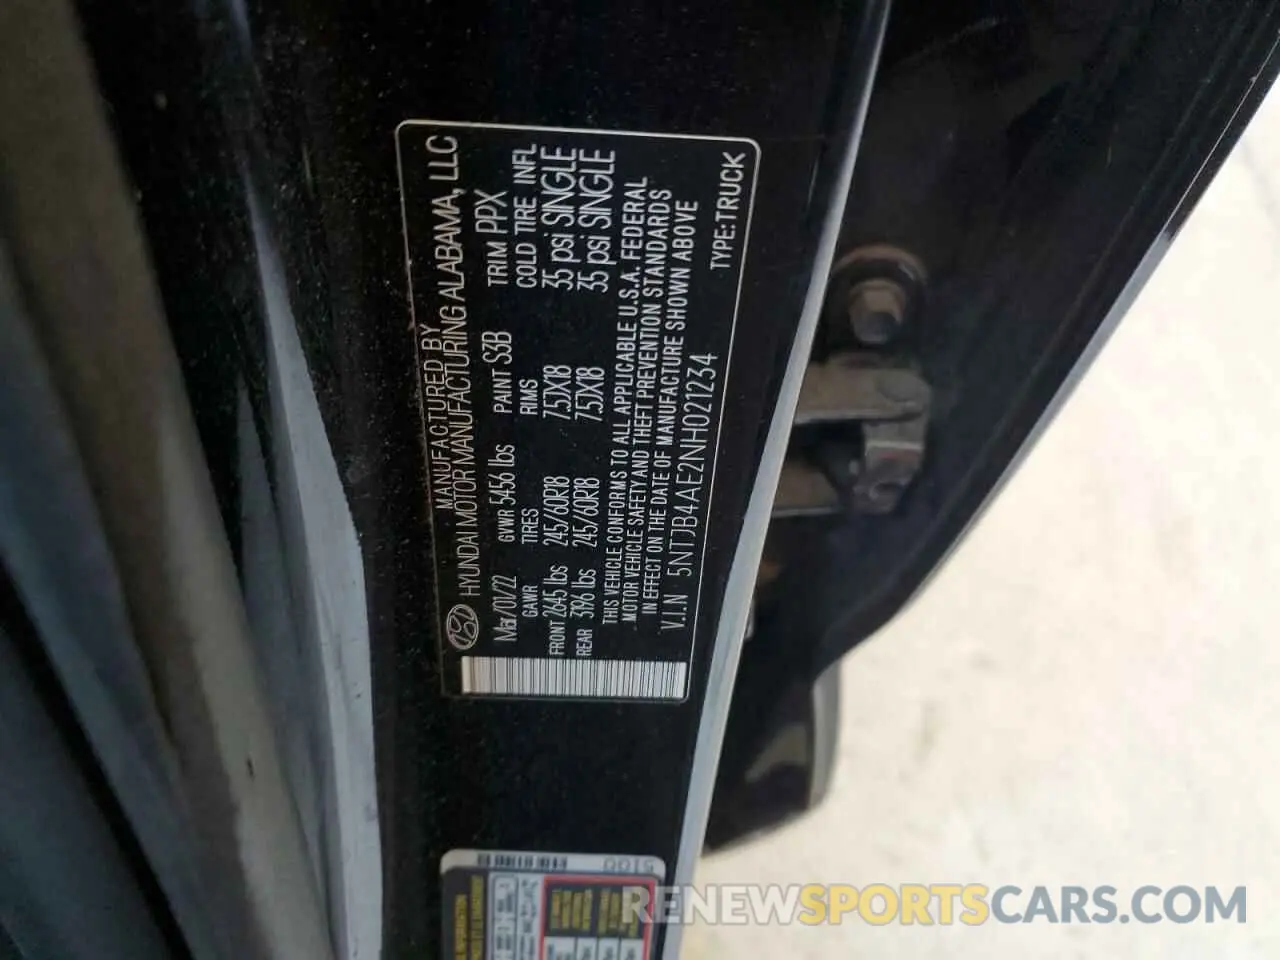 MANUFACTURED BY
HYUNDAI MOTOR MANUFACTURING ALABAMA, LLC
Mar/01/22 GVWR 5456 lbs PAINT S3B TRIM PPX
GAWR TIRES RIMS COLD TIRE INFL
FRONT 2645 lbs 245/60R18 7.5JX18 35 psi SINGLE
REAR 3196 lbs 245/60R18 7.5JX18 35 psi SINGLE
THIS VEHICLE CONFORMS TO ALL APPLICABLE U.S.A. FEDERAL
MOTOR VEHICLE SAFETY AND THEFT PREVENTION STANDARDS
IN EFFECT ON THE DATE OF MANUFACTURE SHOWN ABOVE
V.I.N 5NTJB4AE2NH021234 TYPE:TRUCK
5100
RENEWSPORTSCARS.COM